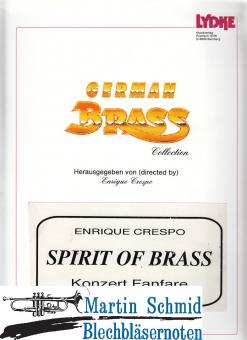 LYDKE
Musikverlag
GERMAN
BRASS
Collection
Herausgegeben von (directed by)
Enrique Crespo
ENRIQUE CRESPO
SPIRIT OF BRASS
Konzert Fanfare
Martin Schmid
Blechbläsernoten